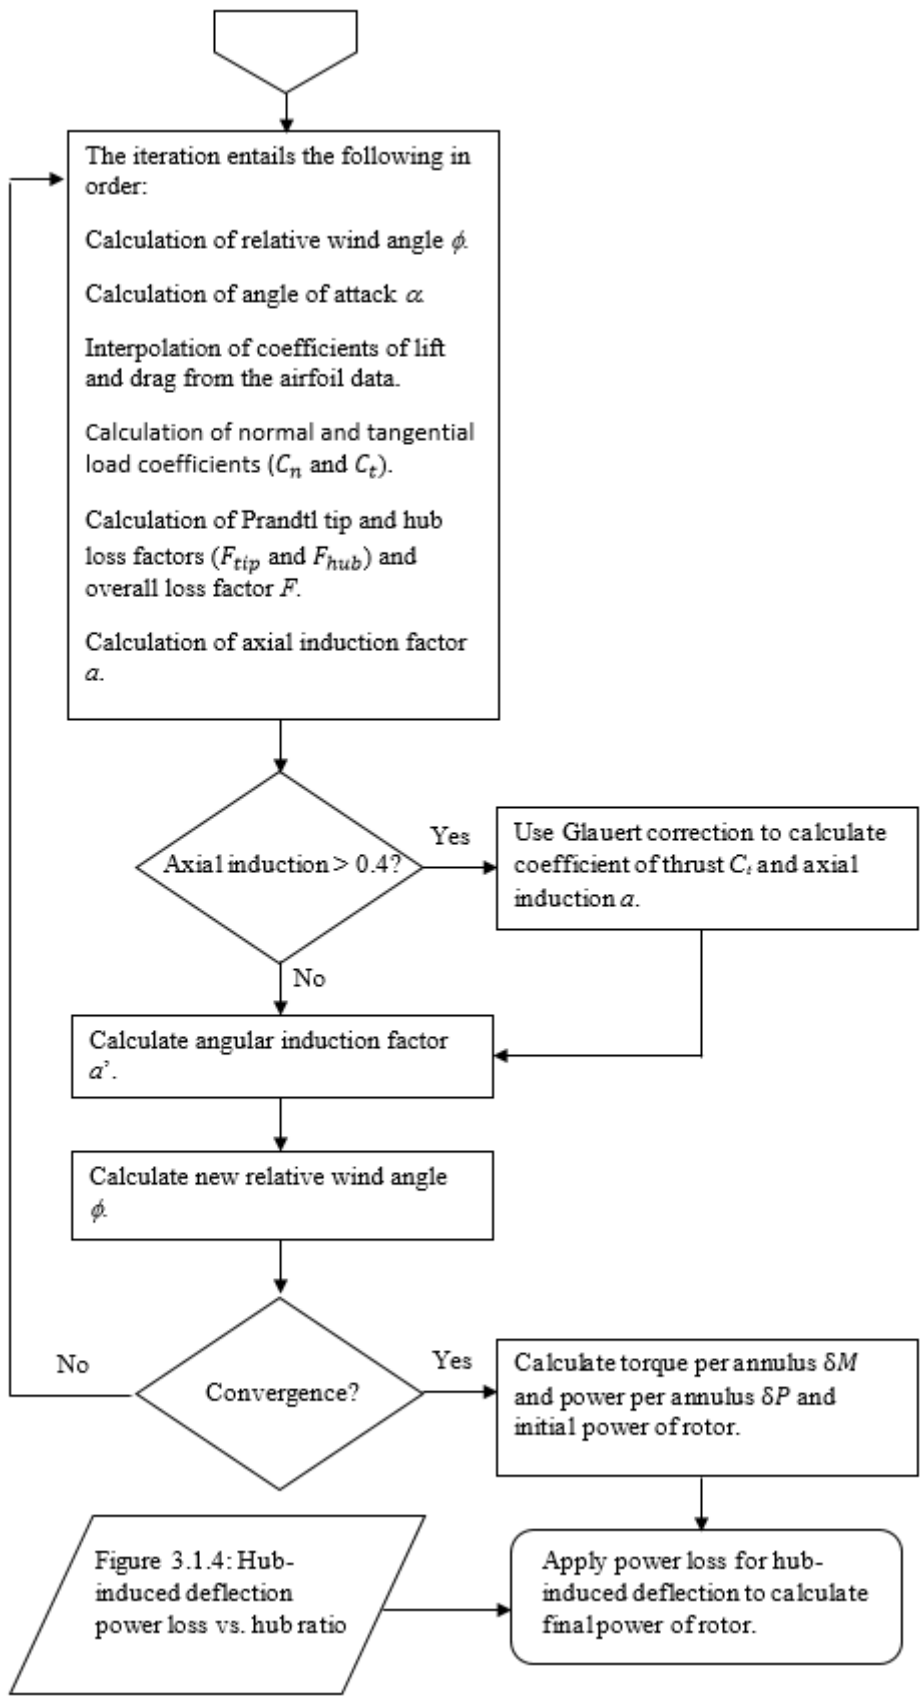 The iteration entails the following in
order:
Calculation of relative wind angle ϕ.
Calculation of angle of attack α.
Interpolation of coefficients of lift
and drag from the airfoil data.
Calculation of normal and tangential
load coefficients (Cn and Ct).
Calculation of Prandtl tip and hub
loss factors (Ftip and Fhub) and
overall loss factor F.
Calculation of axial induction factor
a.
Axial induction > 0.4?
Yes
Use Glauert correction to calculate
coefficient of thrust Ct and axial
induction a.
No
Calculate angular induction factor
a’.
Calculate new relative wind angle
ϕ.
No
Convergence?
Yes
Calculate torque per annulus δM
and power per annulus δP and
initial power of rotor.
Figure 3.1.4: Hub-
induced deflection
power loss vs. hub ratio
Apply power loss for hub-
induced deflection to calculate
final power of rotor.